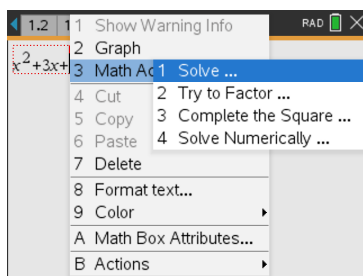 1.2 1 RAD
x²+3x+
1 Show Warning Info
2 Graph
3 Math Ac
4 Cut
5 Copy
6 Paste
7 Delete
8 Format text...
9 Color
A Math Box Attributes...
B Actions
1 Solve ...
2 Try to Factor ...
3 Complete the Square ...
4 Solve Numerically ...